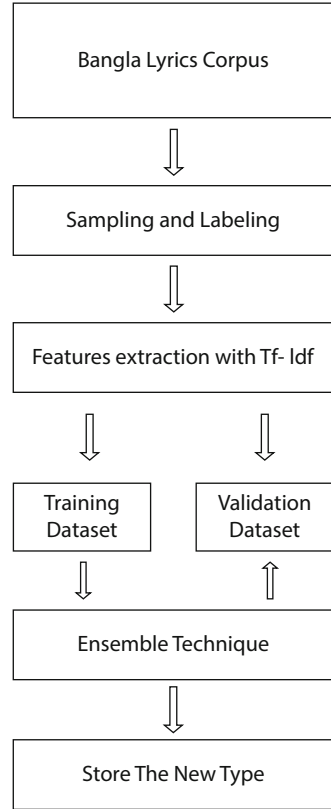 Bangla Lyrics Corpus
Sampling and Labeling
Features extraction with Tf- Idf
Training
Dataset
Validation
Dataset
Ensemble Technique
Store The New Type